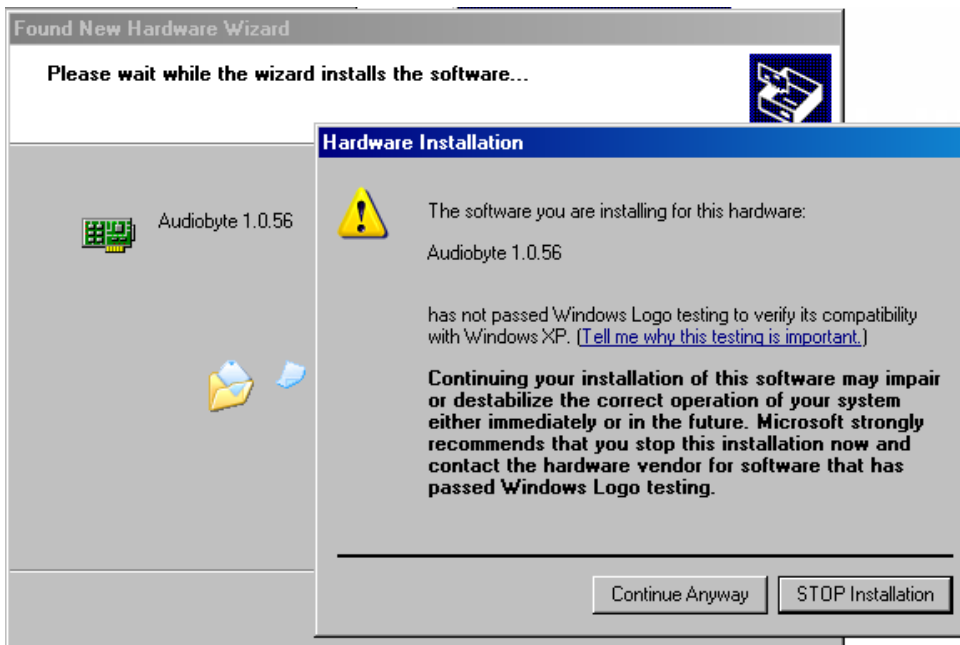 Found New Hardware Wizard
Please wait while the wizard installs the software...
Audiobyte 1.0.56
Hardware Installation
The software you are installing for this hardware:
Audiobyte 1.0.56
has not passed Windows Logo testing to verify its compatibility
with Windows XP. (Tell me why this testing is important.)
Continuing your installation of this software may impair
or destabilize the correct operation of your system
either immediately or in the future. Microsoft strongly
recommends that you stop this installation now and
contact the hardware vendor for software that has
passed Windows Logo testing.
Continue Anyway
STOP Installation